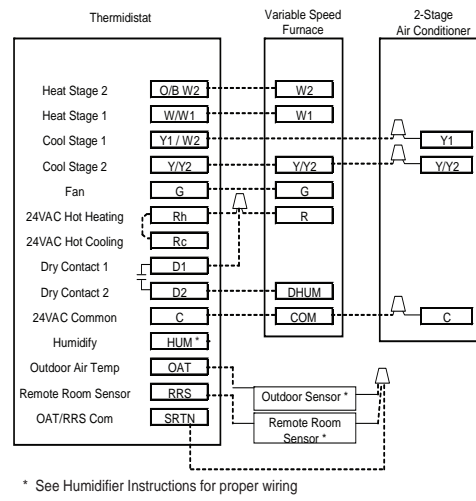 Thermidistat
Variable Speed
Furnace
2-Stage
Air Conditioner
Heat Stage 2 O/B W2 W2
Heat Stage 1 W/W1 W1
Cool Stage 1 Y1 / W2 Y1
Cool Stage 2 Y/Y2 Y/Y2 Y/Y2
Fan G G
24VAC Hot Heating Rh R
24VAC Hot Cooling Rc
Dry Contact 1 D1
Dry Contact 2 D2 DHUM
24VAC Common C COM C
Humidify HUM *
Outdoor Air Temp OAT
Outdoor Sensor *
Remote Room Sensor RRS
Remote Room
Sensor *
OAT/RRS Com SRTN
* See Humidifier Instructions for proper wiring